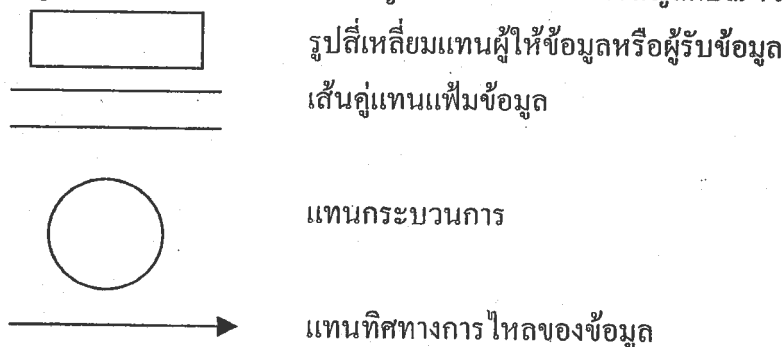 รูปสี่เหลี่ยมแทนผู้ให้ข้อมูลหรือผู้รับข้อมูล
เส้นคู่แทนแฟ้มข้อมูล
แทนกระบวนการ
แทนทิศทางการไหลของข้อมูล